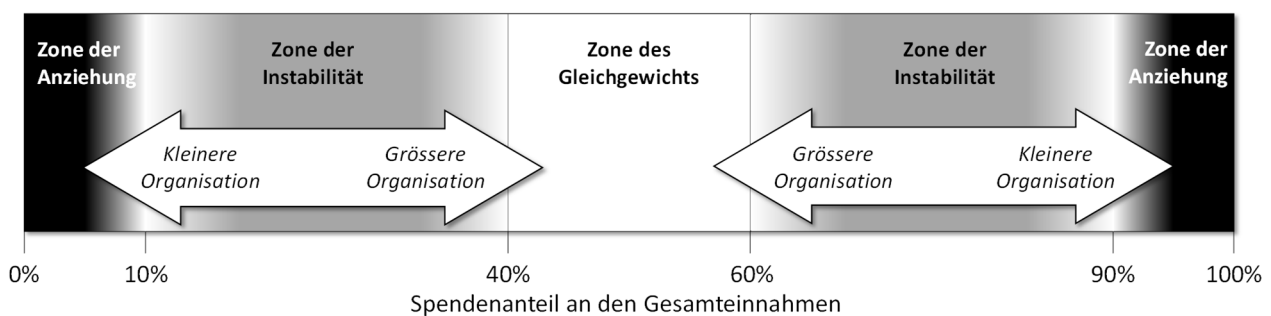 Zone der
Anziehung
Zone der
Instabilität
Zone des
Gleichgewichts
Zone der
Instabilität
Zone der
Anziehung
Kleinere
Organisation
Grössere
Organisation
Grössere
Organisation
Kleinere
Organisation
0%
10%
40%
60%
90%
100%
Spendenanteil an den Gesamteinnahmen